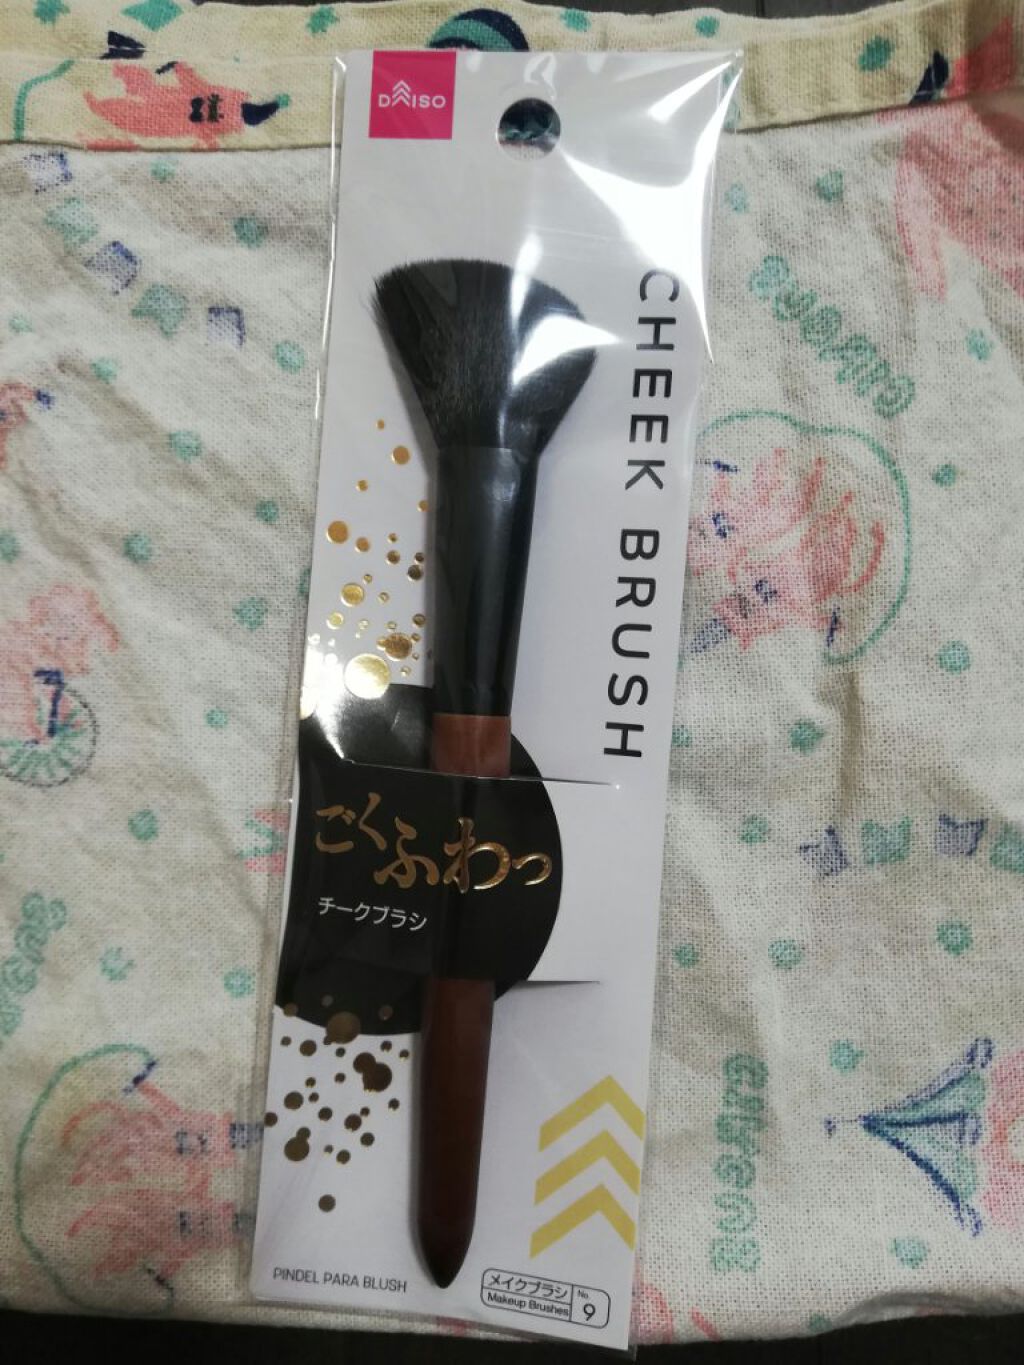 DAISO
CHEEK BRUSH
ごくふわっ
チークブラシ
PINDEL PARA BLUSH
メイクブラシ
Makeup Brushes
No.
9